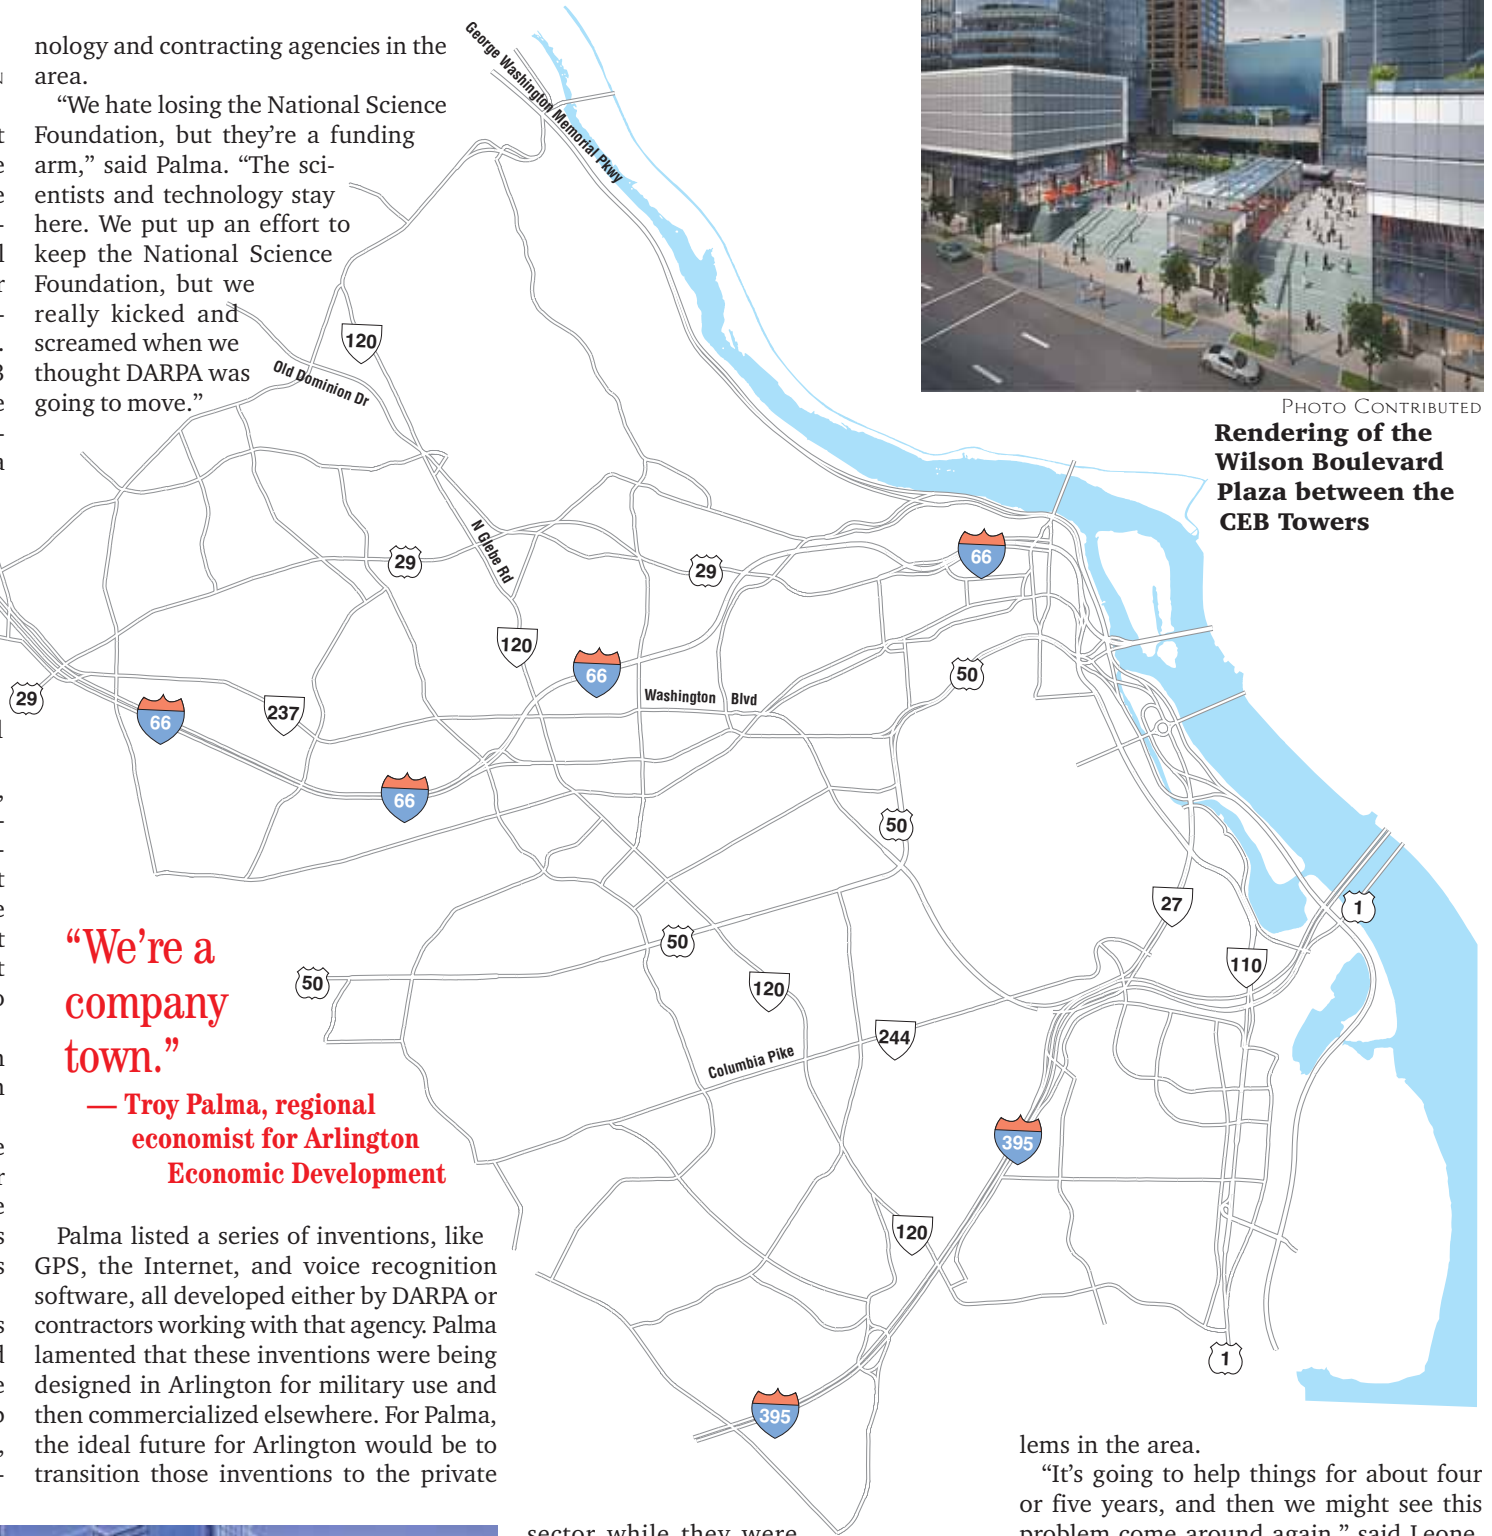 nology and contracting agencies in the
area.
“We hate losing the National Science
Foundation, but they’re a funding
arm,” said Palma. “The sci-
entists and technology stay
here. We put up an effort to
keep the National Science
Foundation, but we
really kicked and
screamed when we
thought DARPA was
going to move.”
“We’re a
company
town.”
— Troy Palma, regional
economist for Arlington
Economic Development
Palma listed a series of inventions, like
GPS, the Internet, and voice recognition
software, all developed either by DARPA or
contractors working with that agency. Palma
lamented that these inventions were being
designed in Arlington for military use and
then commercialized elsewhere. For Palma,
the ideal future for Arlington would be to
transition those inventions to the private
George Washington Memorial Pkwy
120
Old Dominion Dr
N Glebe Rd
29
29
66
120
66
50
29
66
237
Washington Blvd
66
50
27
1
50
110
50
120
244
Columbia Pike
395
120
1
395
PHOTO CONTRIBUTED
Rendering of the
Wilson Boulevard
Plaza between the
CEB Towers
sector while they were
lems in the area.
“It’s going to help things for about four
or five years, and then we might see this
problem come around again,” said Leone.